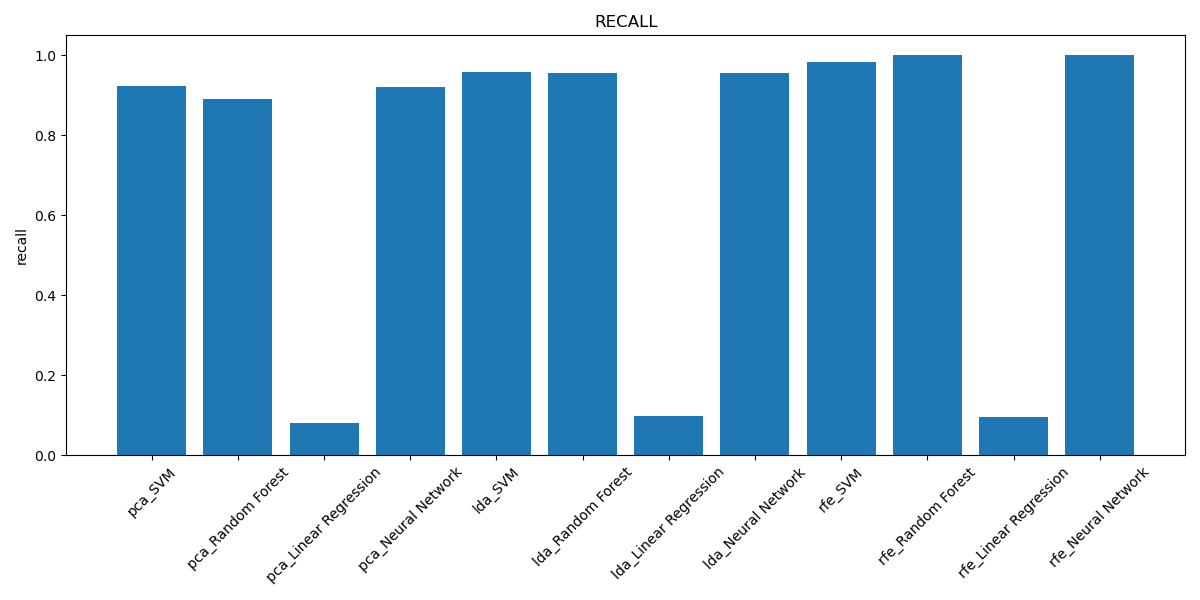 RECALL
recall
1.0
0.8
0.6
0.4
0.2
0.0
pca_SVM
pca_Random Forest
pca_Linear Regression
pca_Neural Network
lda_SVM
lda_Random Forest
lda_Linear Regression
lda_Neural Network
rfe_SVM
rfe_Random Forest
rfe_Linear Regression
rfe_Neural Network